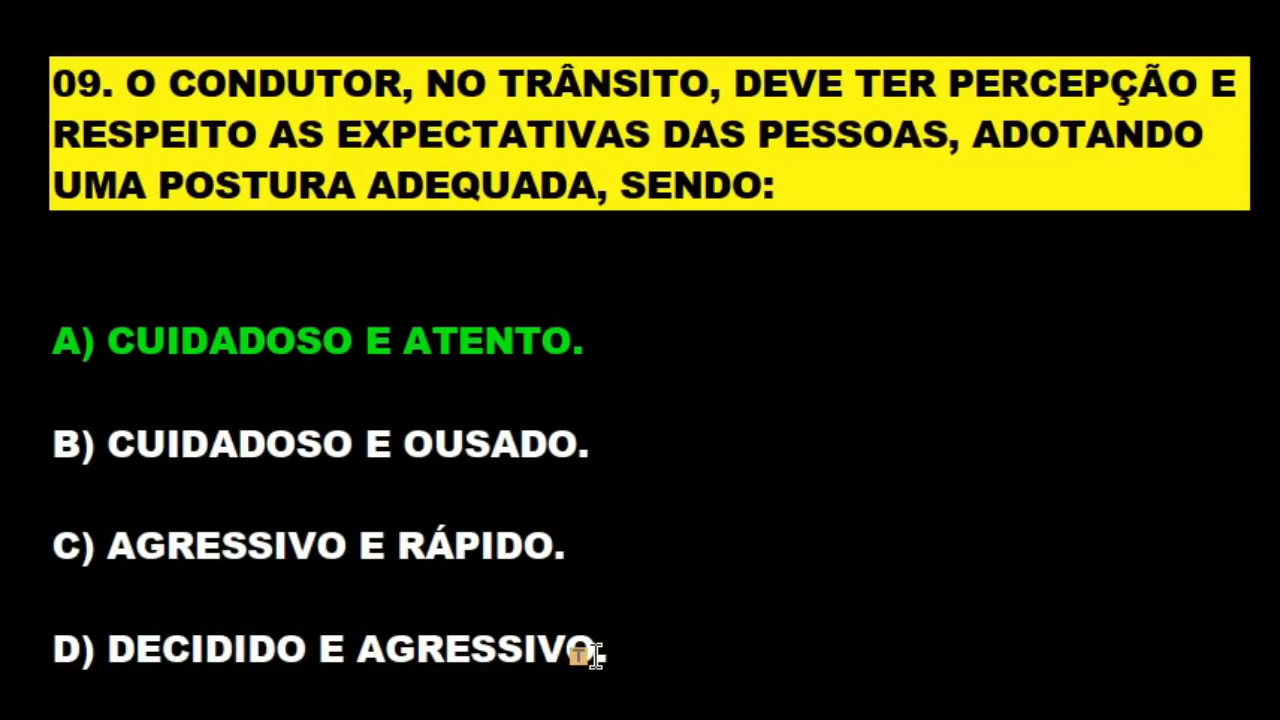 09. O CONDUTOR, NO TRÂNSITO, DEVE TER PERCEPÇÃO E
RESPEITO AS EXPECTATIVAS DAS PESSOAS, ADOTANDO
UMA POSTURA ADEQUADA, SENDO:
A) CUIDADOSO E ATENTO.
B) CUIDADOSO E OUSADO.
C) AGRESSIVO E RÁPIDO.
D) DECIDIDO E AGRESSIVO.